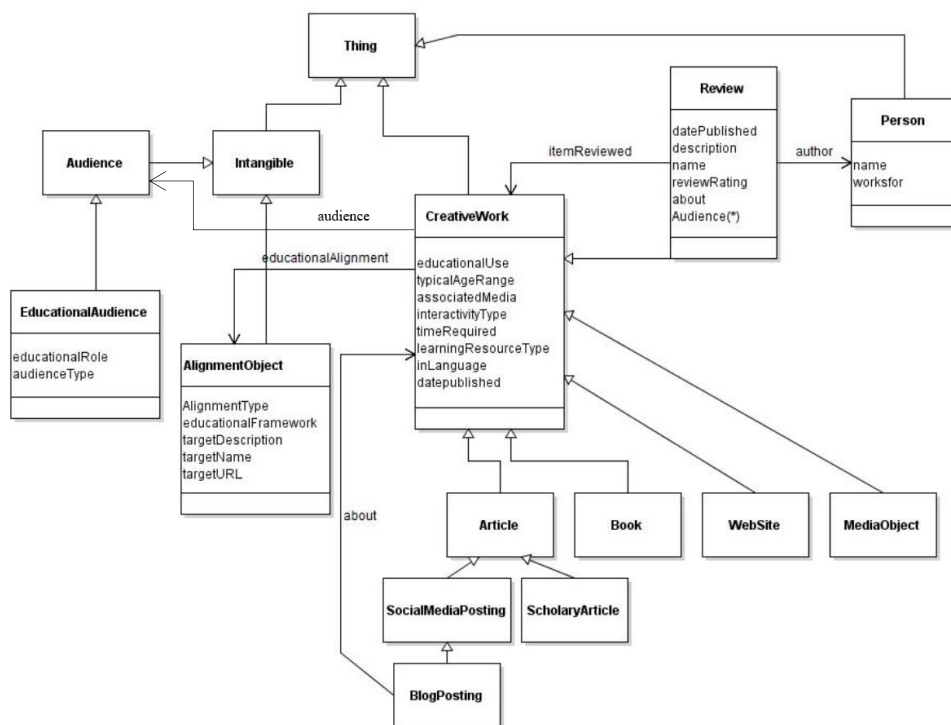 Thing
Review
datePublished
description
name
reviewRating
about
Audience(*)
Person
name
worksfor
Audience
Intangible
itemReviewed
author
audience
CreativeWork
educationalUse
typicalAgeRange
associatedMedia
interactivityType
timeRequired
learningResourceType
inLanguage
datepublished
educationalAlignment
EducationalAudience
educationalRole
audienceType
AlignmentObject
AlignmentType
educationalFramework
targetDescription
targetName
targetURL
about
Article
Book
WebSite
MediaObject
SocialMediaPosting
ScholaryArticle
BlogPosting